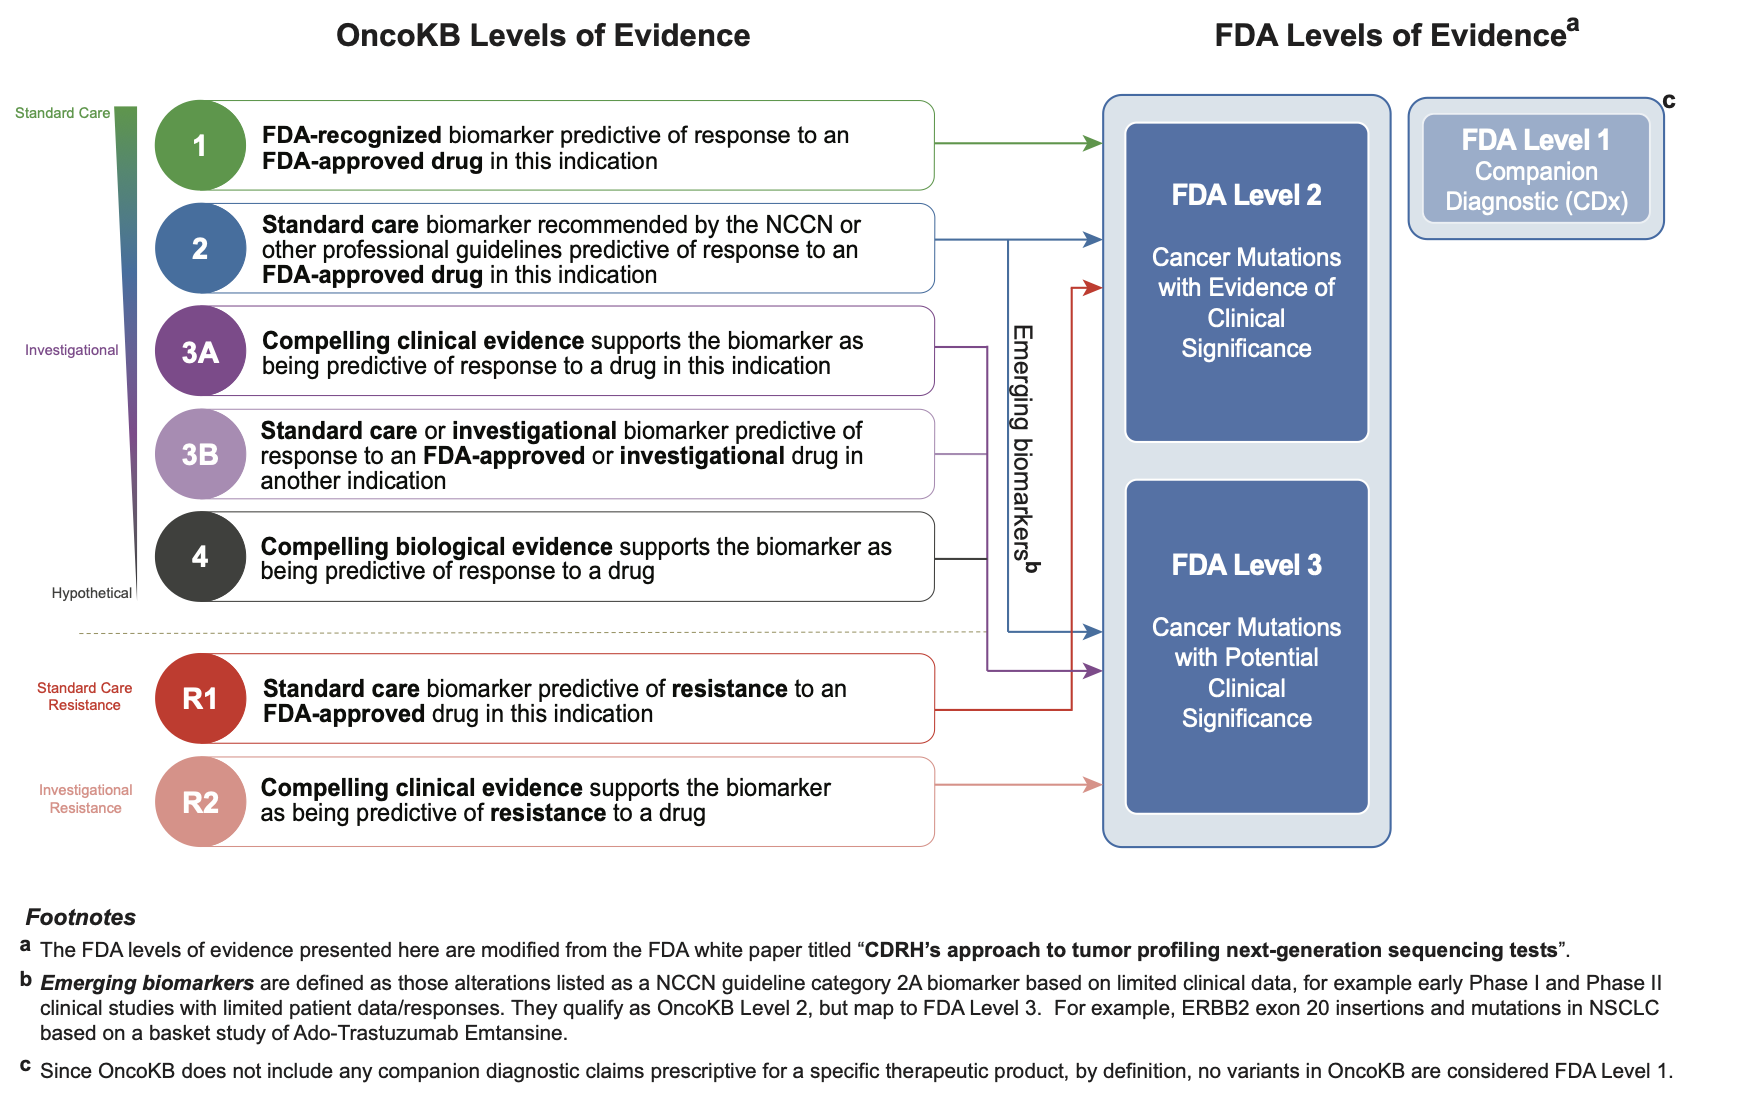 OncoKB Levels of Evidence
FDA Levels of Evidence a
Standard Care
1
FDA-recognized biomarker predictive of response to an
FDA-approved drug in this indication
2
Standard care biomarker recommended by the NCCN or
other professional guidelines predictive of response to an
FDA-approved drug in this indication
Investigational
3A
Compelling clinical evidence supports the biomarker as
being predictive of response to a drug in this indication
3B
Standard care or investigational biomarker predictive of
response to an FDA-approved or investigational drug in
another indication
4
Compelling biological evidence supports the biomarker as
being predictive of response to a drug
Hypothetical
Standard Care
Resistance
R1
Standard care biomarker predictive of resistance to an
FDA-approved drug in this indication
Investigational
Resistance
R2
Compelling clinical evidence supports the biomarker
as being predictive of resistance to a drug
Emerging biomarkers b
FDA Level 2
Cancer Mutations
with Evidence of
Clinical
Significance
FDA Level 3
Cancer Mutations
with Potential
Clinical
Significance
c
FDA Level 1
Companion
Diagnostic (CDx)
Footnotes
a The FDA levels of evidence presented here are modified from the FDA white paper titled “CDRH’s approach to tumor profiling next-generation sequencing tests”.
b Emerging biomarkers are defined as those alterations listed as a NCCN guideline category 2A biomarker based on limited clinical data, for example early Phase I and Phase II
clinical studies with limited patient data/responses. They qualify as OncoKB Level 2, but map to FDA Level 3. For example, ERBB2 exon 20 insertions and mutations in NSCLC
based on a basket study of Ado-Trastuzumab Emtansine.
c Since OncoKB does not include any companion diagnostic claims prescriptive for a specific therapeutic product, by definition, no variants in OncoKB are considered FDA Level 1.